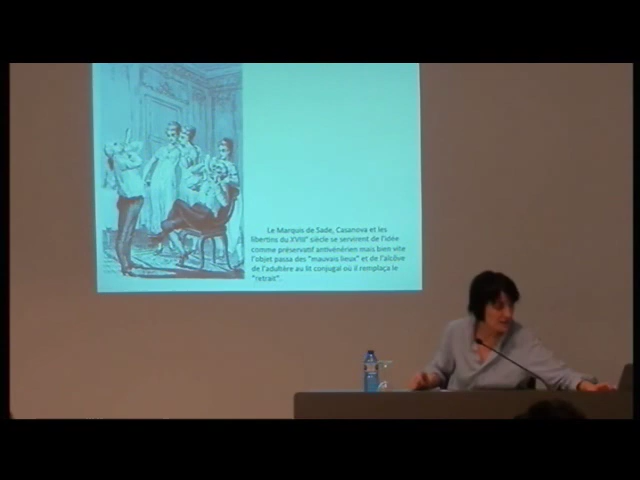 Le Marquis de Sade, Casanova et les
libertins du XVIIIe siècle se servirent de l'idée
comme préservatif antivénérien mais bien vite
l'objet passa des "mauvais lieux" et de l'alcôve
de l'adultère au lit conjugal où il remplaça le
"retrait".